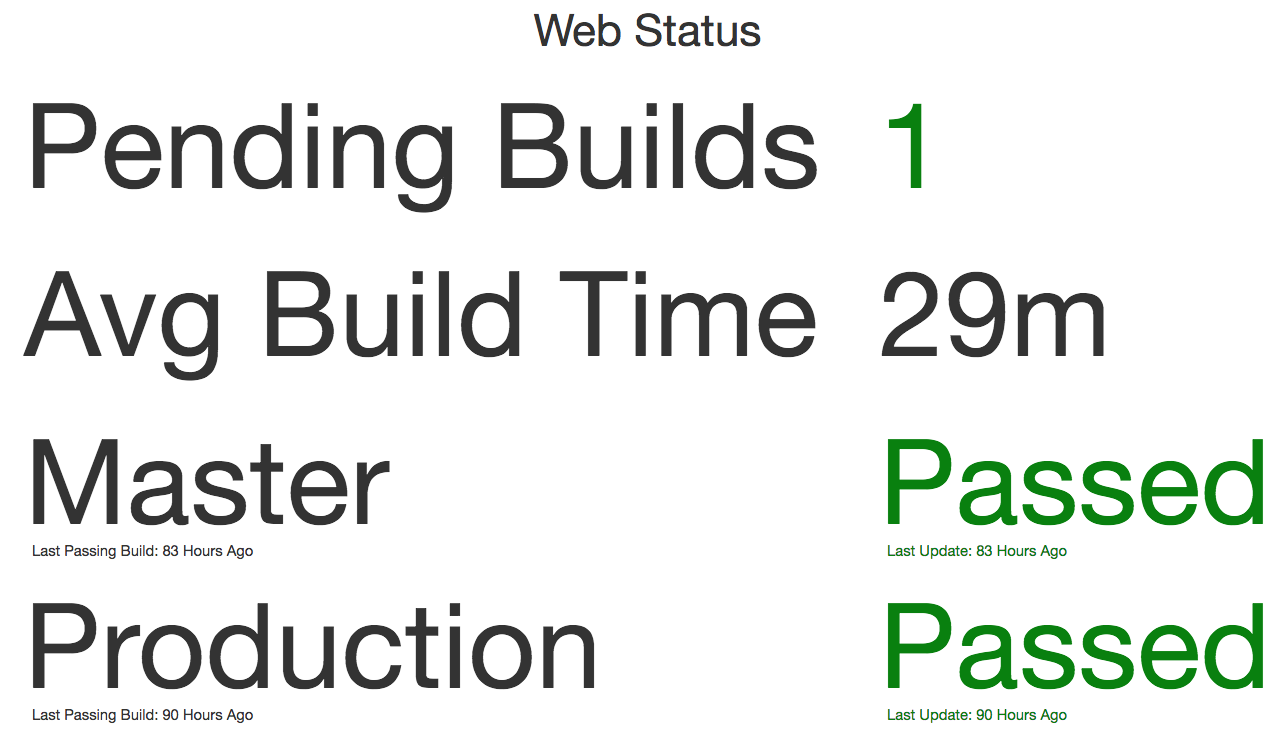 Web Status
Pending Builds 1
Avg Build Time 29m
Master Passed
Last Passing Build: 83 Hours Ago Last Update: 83 Hours Ago
Production Passed
Last Passing Build: 90 Hours Ago Last Update: 90 Hours Ago